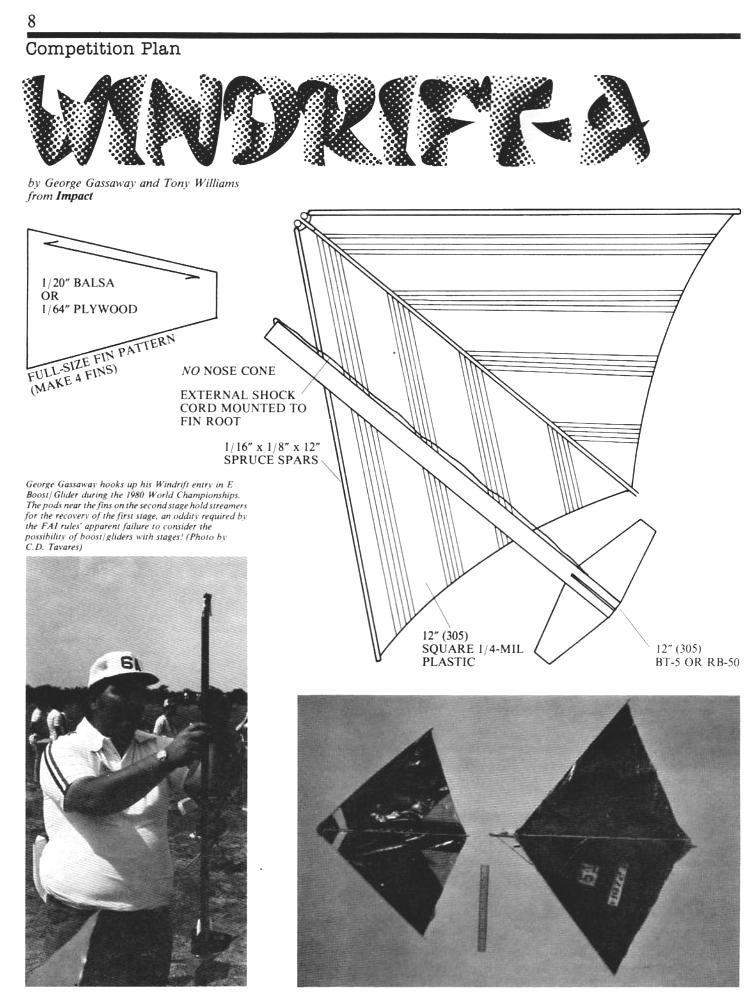 8
Competition Plan
WINDRIFT-A
by George Gassaway and Tony Williams
from Impact
1/20" BALSA
OR
1/64" PLYWOOD
FULL-SIZE FIN PATTERN
(MAKE 4 FINS)
NO NOSE CONE
EXTERNAL SHOCK
CORD MOUNTED TO
FIN ROOT
1/16" x 1/8" x 12"
SPRUCE SPARS
George Gassaway hooks up his Windrift entry in E
Boost/Glider during the 1980 World Championships.
The pods near the fins on the second stage hold streamers
for the recovery of the first stage, an oddity required by
the FAI rules' apparent failure to consider the
possibility of boost/gliders with stages! (Photo by
C.D. Tavares)
12" (305)
SQUARE 1/4-MIL
PLASTIC
12" (305)
BT-5 OR RB-50